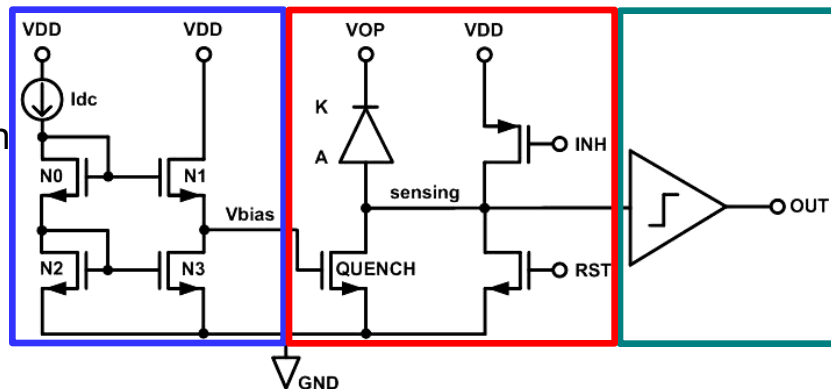 VDD
VDD
VOP
VDD
Idc
K
n
A
INH
N0
N1
sensing
OUT
Vbias
N2
N3
QUENCH
RST
GND